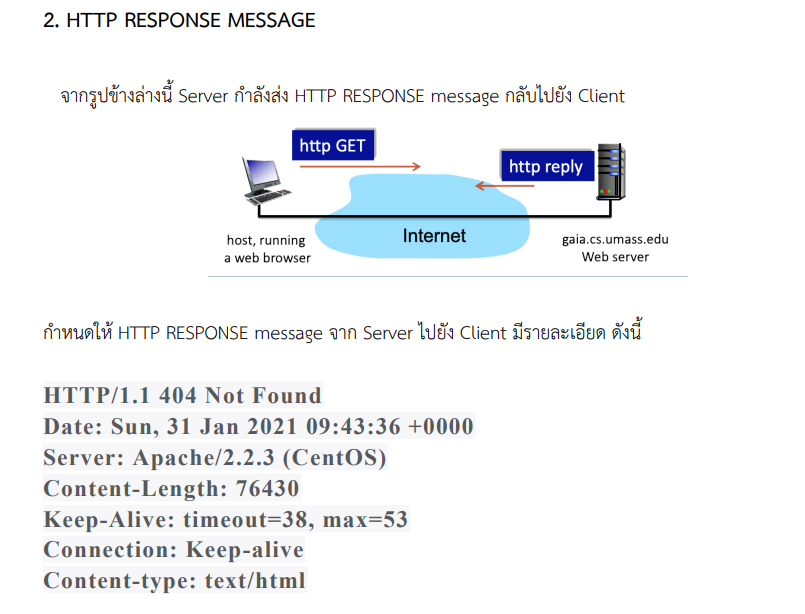 2. HTTP RESPONSE MESSAGE
จากรูปข้างล่างนี้ Server กำลังส่ง HTTP RESPONSE message กลับไปยัง Client
http GET
http reply
Internet
host, running
a web browser
gaia.cs.umass.edu
Web server
กำหนดให้ HTTP RESPONSE message จาก Server ไปยัง Client มีรายละเอียด ดังนี้
HTTP/1.1 404 Not Found
Date: Sun, 31 Jan 2021 09:43:36 +0000
Server: Apache/2.2.3 (CentOS)
Content-Length: 76430
Keep-Alive: timeout=38, max=53
Connection: Keep-alive
Content-type: text/html